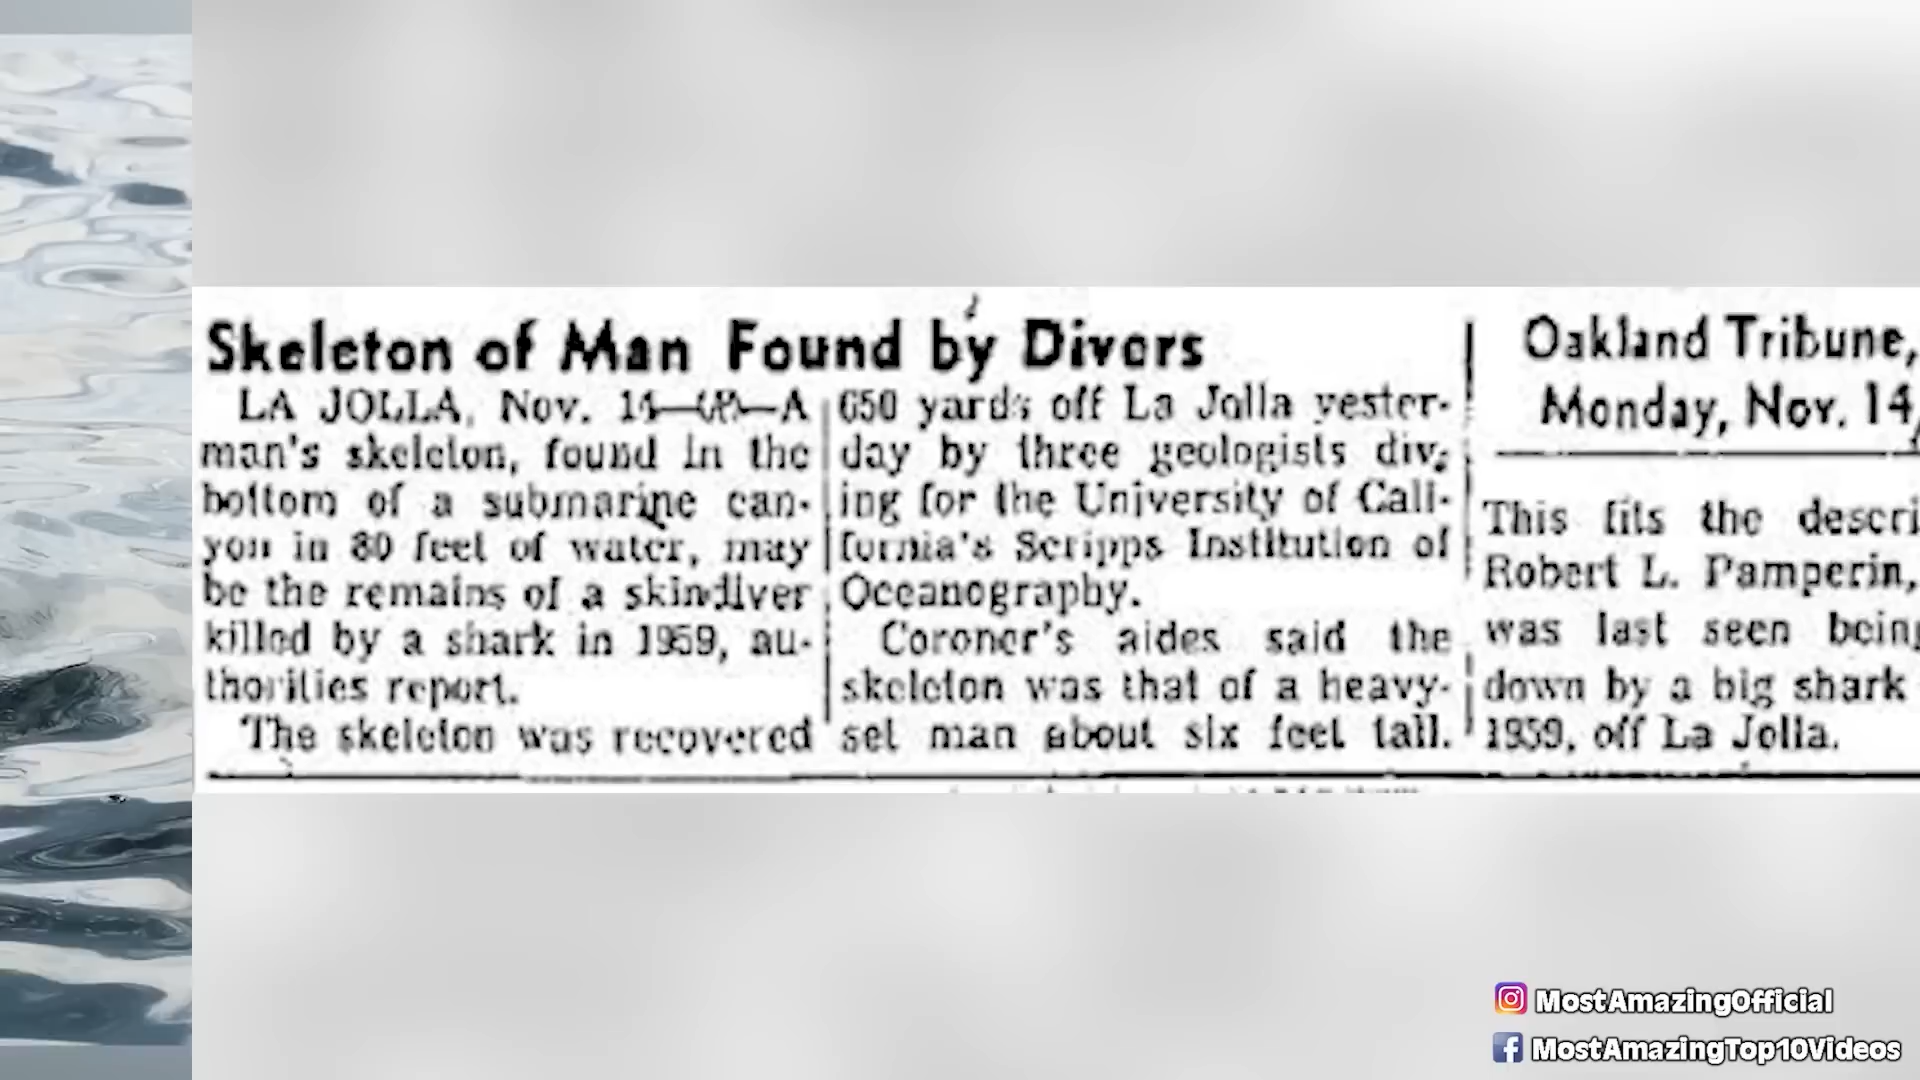 Skeleton of Man Found by Divers
LA JOLLA, Nov. 14—(AP)—A
man's skeleton, found in the
bottom of a submarine can-
yon in 80 feet of water, may
be the remains of a skindiver
killed by a shark in 1959, au-
thorities report.
The skeleton was recovered
650 yards off La Jolla yester-
day by three geologists div-
ing for the University of Cali-
fornia's Scripps Institution of
Oceanography.
Coroner's aides said the
skeleton was that of a heavy-
set man about six feet tall.
Oakland Tribune,
Monday, Nov. 14,
This fits the descri
Robert L. Pamperin,
was last seen being
down by a big shark
1959, off La Jolla.
MostAmazingOfficial
MostAmazingTop10Videos